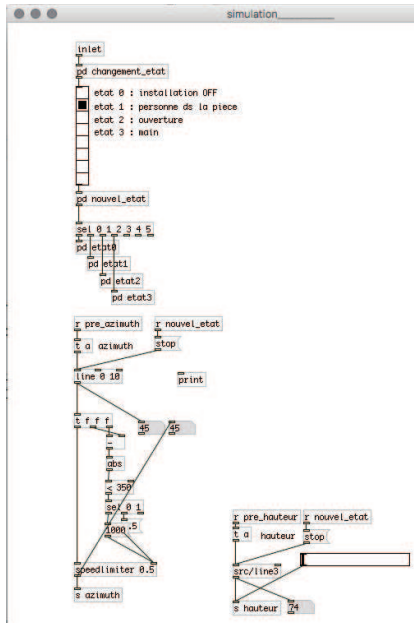 simulation_________
inlet
pd changement_etat
etat 0 : installation OFF
etat 1 : personne ds la piece
etat 2 : ouverture
etat 3 : main
pd nouvel_etat
sel 0 1 2 3 4 5
pd etat0
pd etat1
pd etat2
pd etat3
r pre_azimuth
r nouvel_etat
t a
azimuth
stop
line 0 10
print
t f f f
45
45
-
abs
< 350
sel 0 1
1000
.5
speedlimiter 0.5
s azimuth
r pre_hauteur
r nouvel_etat
t a
hauteur
stop
src/line3
s hauteur
74